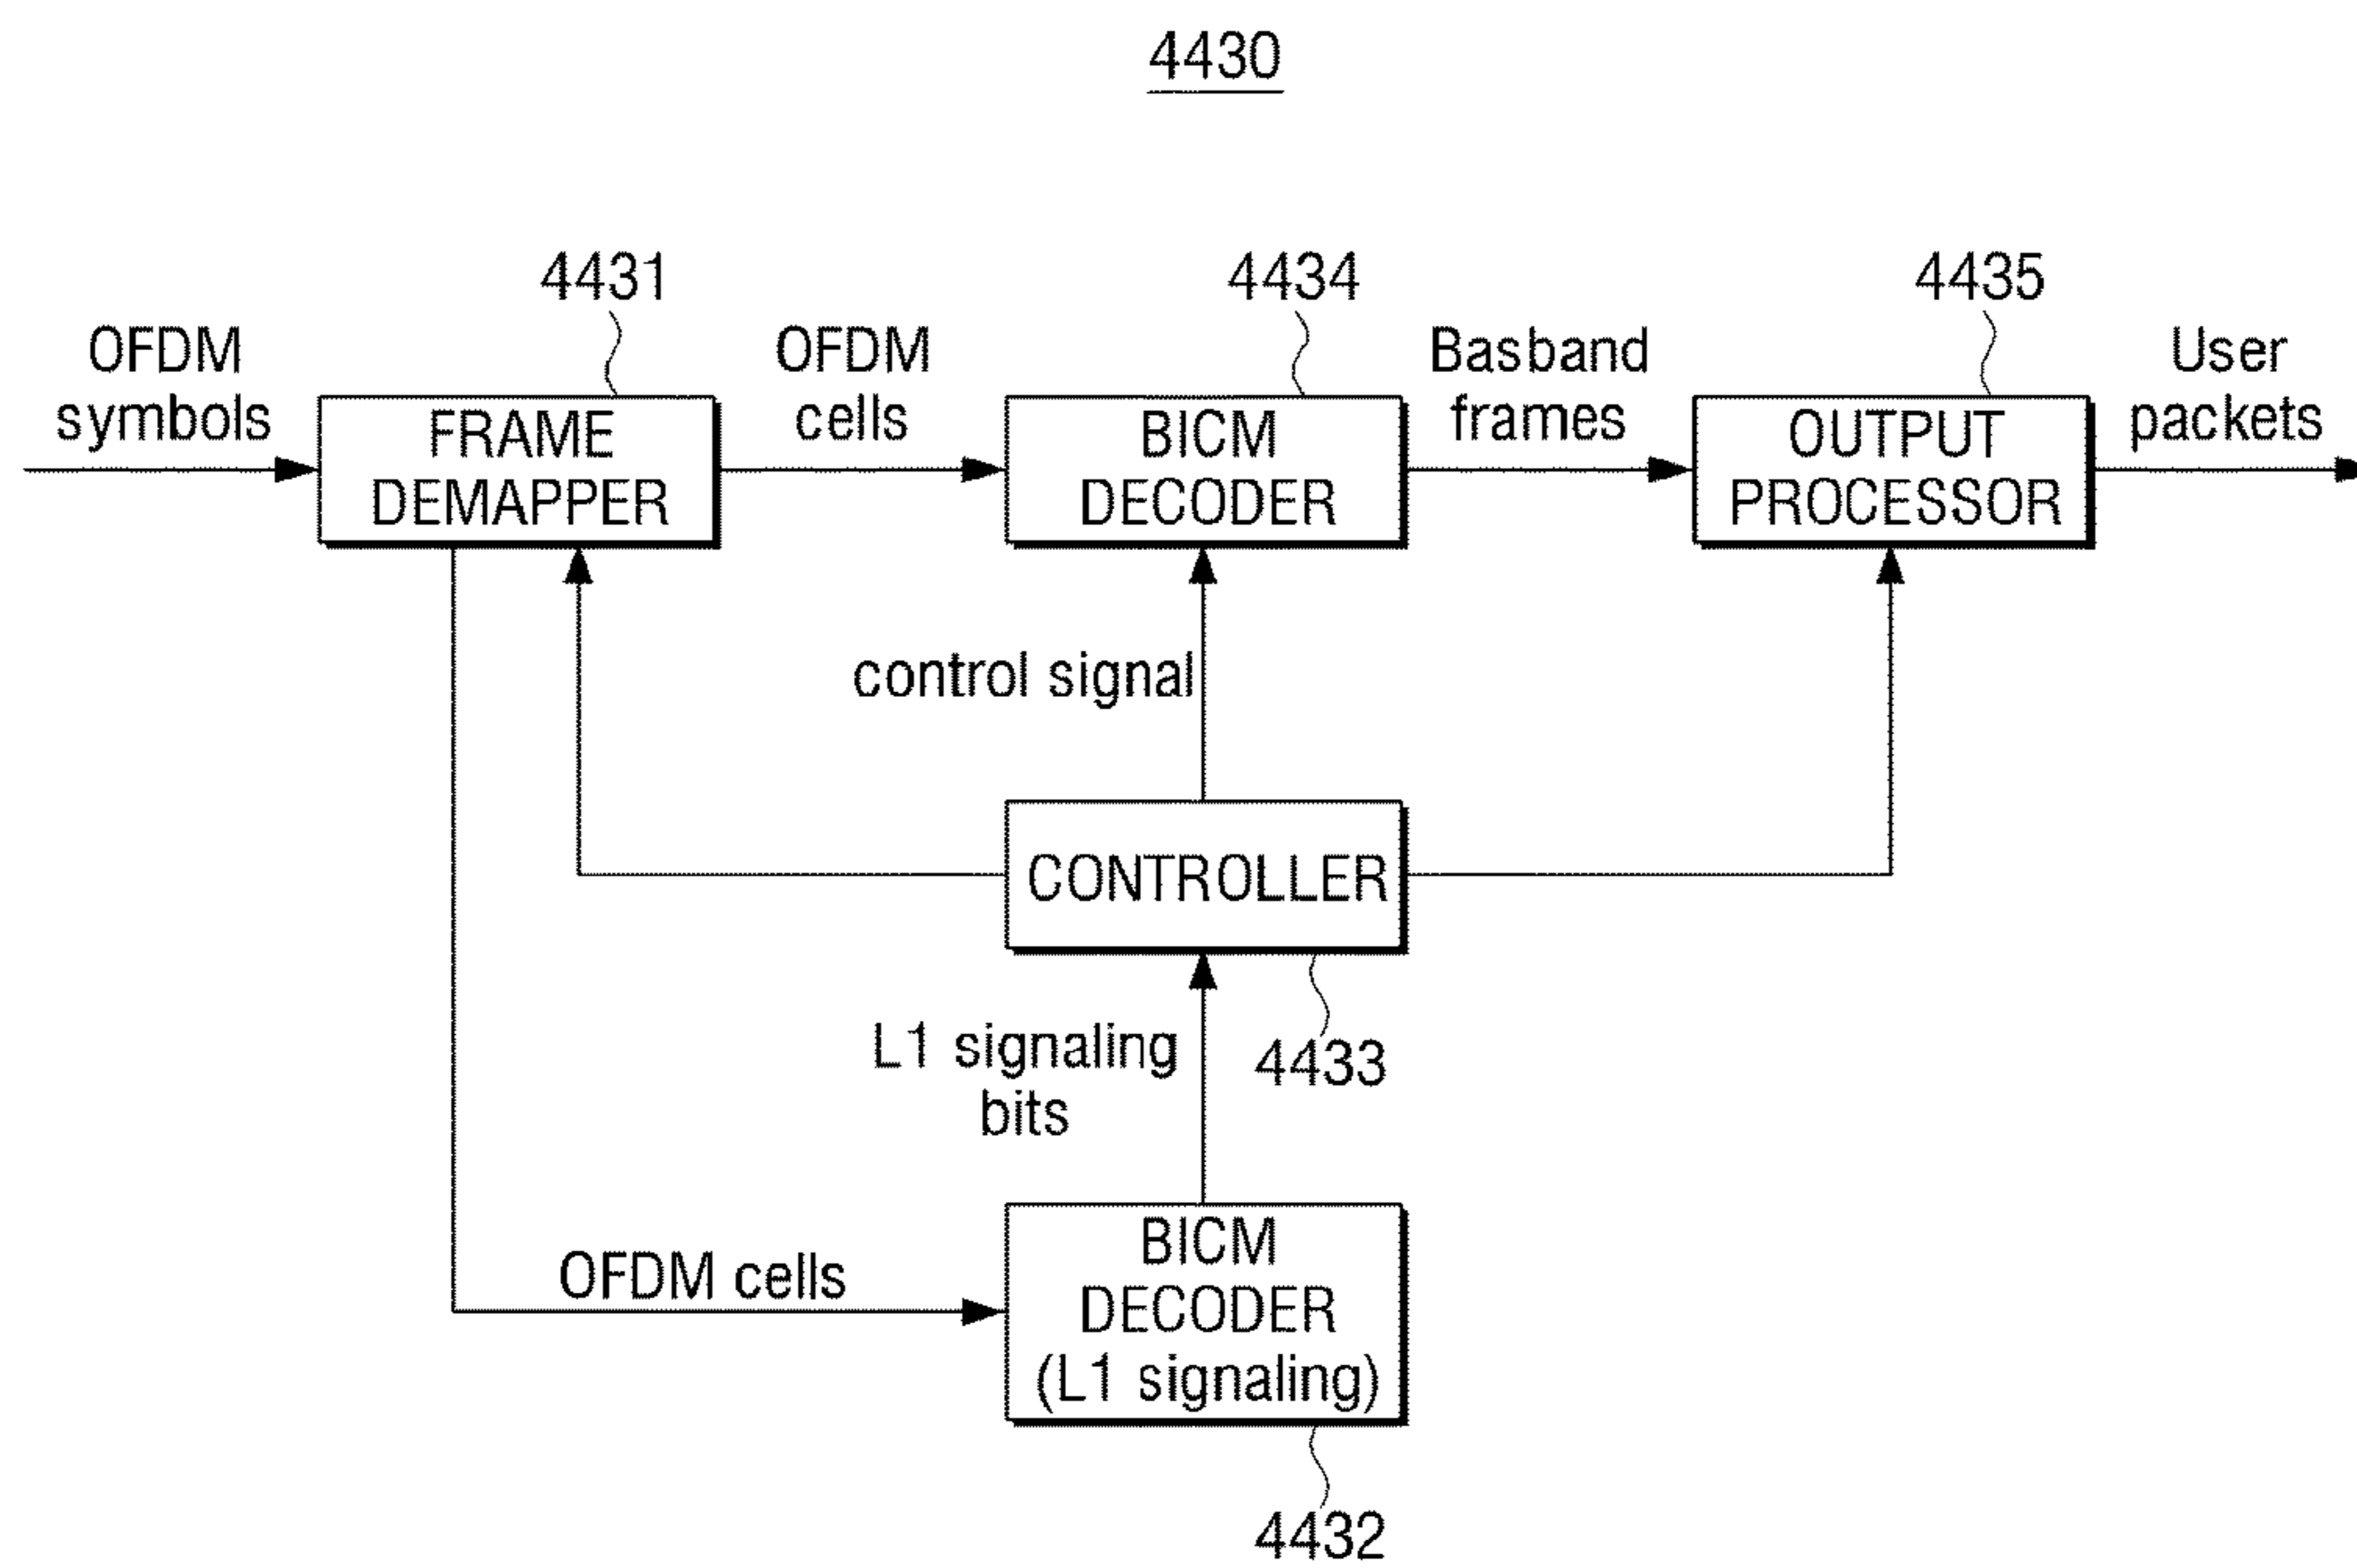 4430
4431
4434
4435
OFDM
symbols
FRAME
DEMAPPER
OFDM
cells
BICM
DECODER
Basband
frames
OUTPUT
PROCESSOR
User
packets
control signal
CONTROLLER
4433
L1 signaling
bits
OFDM cells
BICM
DECODER
(L1 signaling)
4432